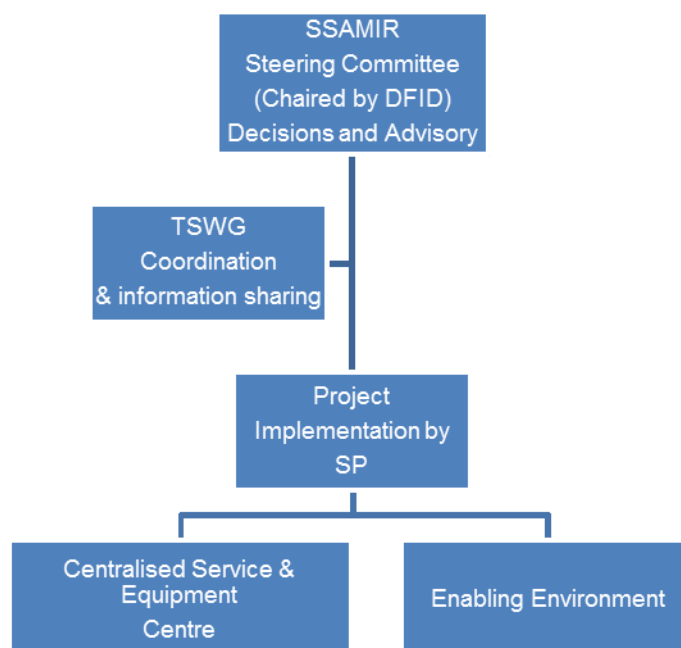 SSAMIR
Steering Committee
(Chaired by DFID)
Decisions and Advisory
TSWG
Coordination
& information sharing
Project
Implementation by
SP
Centralised Service &
Equipment
Centre
Enabling Environment